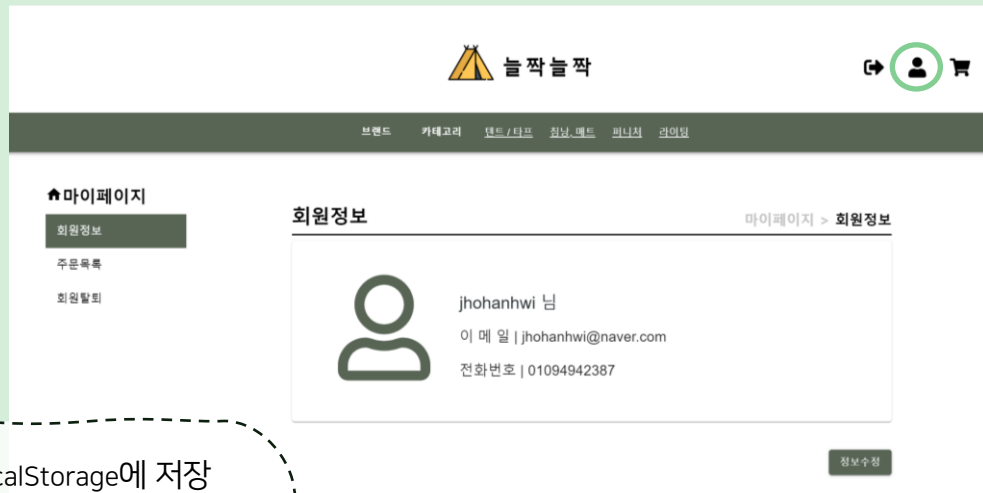 늘짝늘짝
브랜드 카테고리 텐트/타프 침낭,매트 퍼니처 라이팅
마이페이지
회원정보
주문목록
회원탈퇴
회원정보
마이페이지 > 회원정보
jhohanhwi 님
이 메 일 | jhohanhwi@naver.com
전화번호 | 01094942387
정보수정
calStorage에 저장